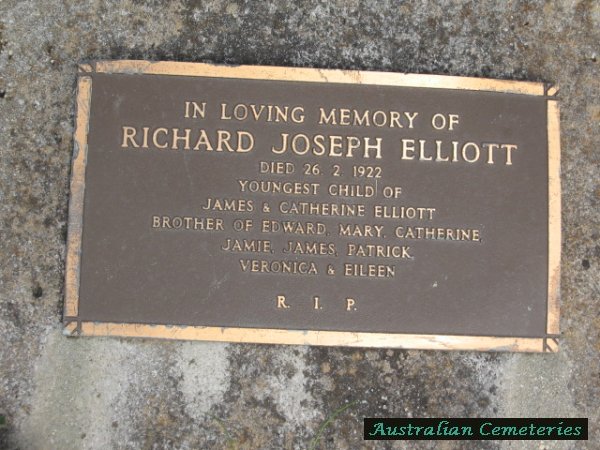 IN LOVING MEMORY OF
RICHARD JOSEPH ELLIOTT
DIED 26. 2. 1922
YOUNGEST CHILD OF
JAMES & CATHERINE ELLIOTT
BROTHER OF EDWARD, MARY, CATHERINE,
JAMIE, JAMES, PATRICK,
VERONICA & EILEEN
R. I. P.
Australian Cemeteries